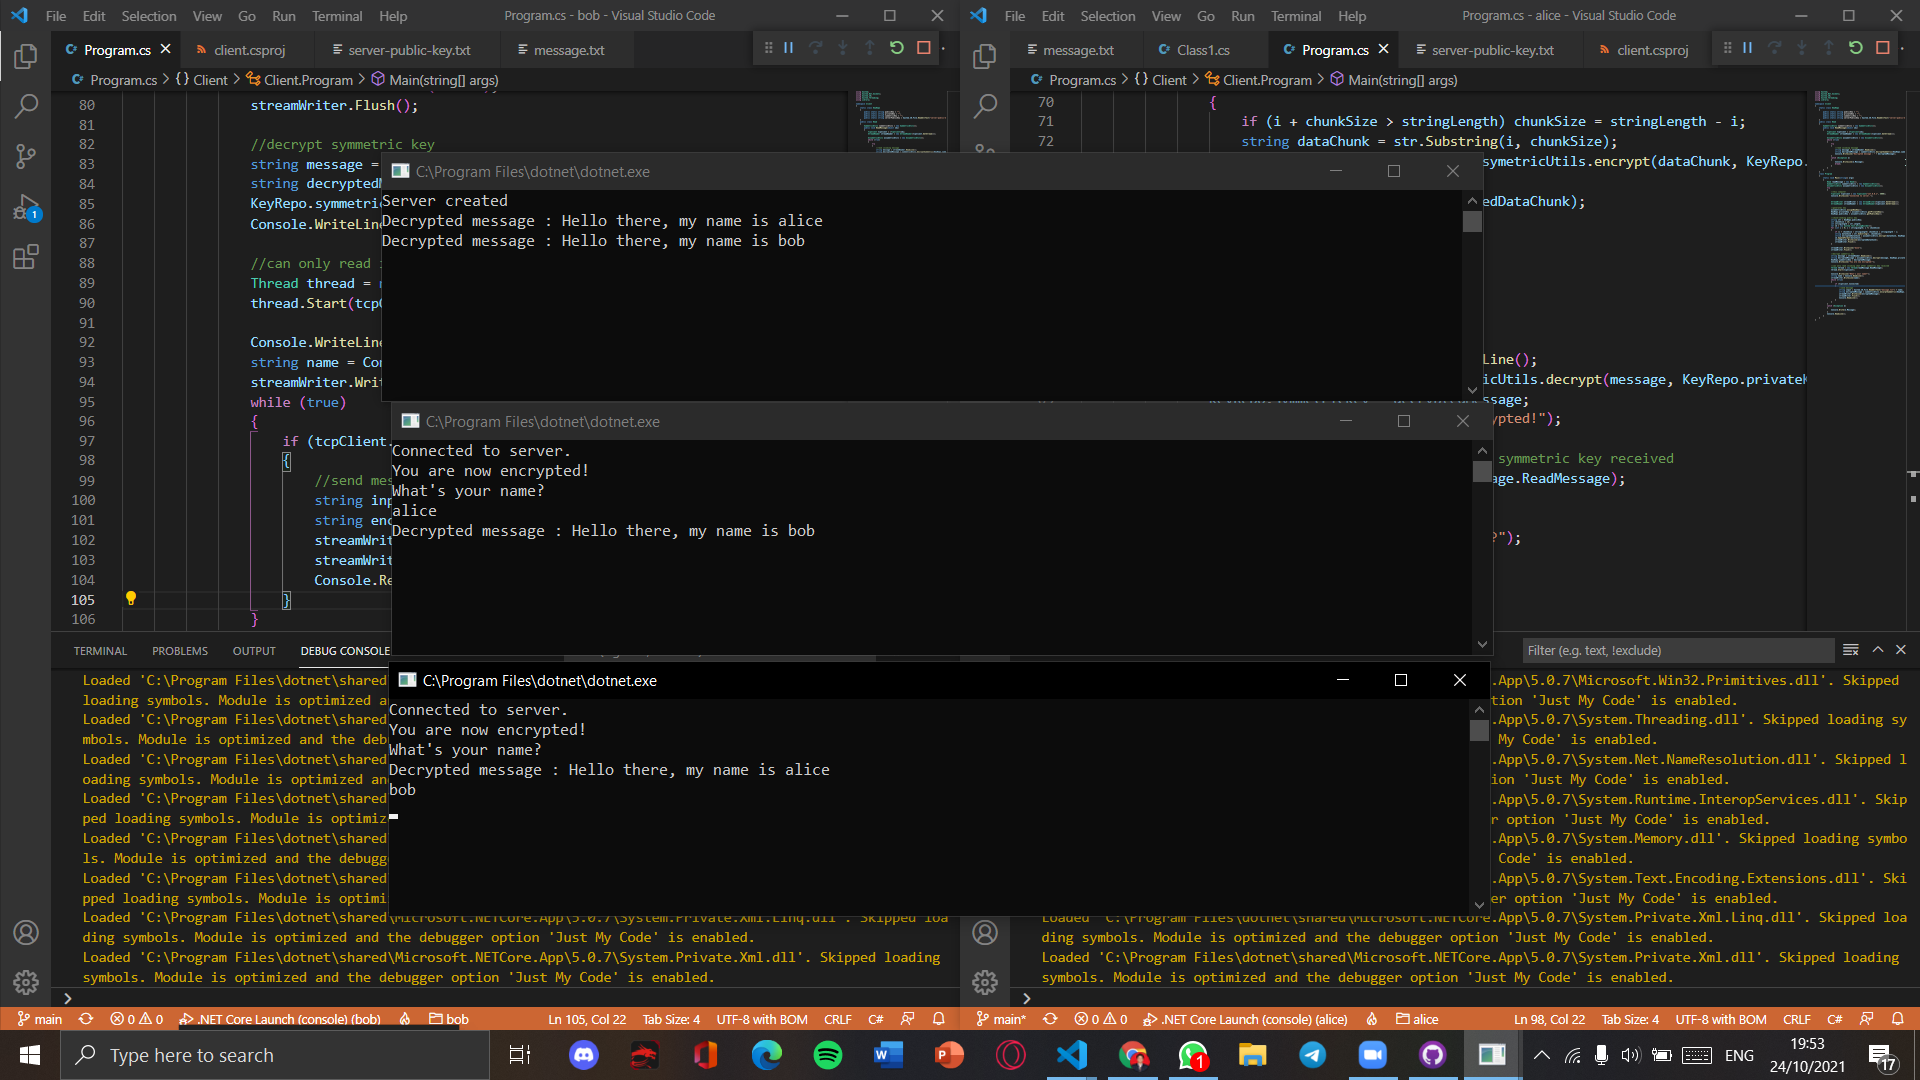 File Edit Selection View Go Run Terminal Help
Program.cs - bob - Visual Studio Code
Program.cs
client.csproj
server-public-key.txt
message.txt
Program.cs > {} Client > Client.Program > Main(string[] args)
80 streamWriter.Flush();
81
82 //decrypt symmetric key
83 string message =
84 string
85 KeyRepo.
86 Console.
87
88 //can only read
89 Thread thread =
90
91
92
93 string name =
94
95 while (true)
96 {
97 if (tcpClient.
98 {
99 //send
100 string
101 string
102
103
104
105 }
106 }
TERMINAL PROBLEMS OUTPUT DEBUG CONSOLE
Loaded 'C:\Program Files\dotnet\shared
loading symbols. Module is optimized
Loaded 'C:\Program Files\dotnet\shared
mbols. Module is optimized and the
Loaded 'C:\Program Files\dotnet\shared
oading symbols. Module is optimized
Loaded 'C:\Program Files\dotnet\shared
ped loading symbols. Module is
Loaded 'C:\Program Files\dotnet\shared
ls. Module is optimized and the
Loaded 'C:\Program Files\dotnet\shared
pped loading symbols. Module is
Loaded 'C:\Program Files\dotnet\shared\Microsoft.NETCore.App\5.0.7\System.Private.Xml.Linq.dll'. Skipped loa
ding symbols. Module is optimized and the debugger option 'Just My Code' is enabled.
Loaded 'C:\Program Files\dotnet\shared\Microsoft.NETCore.App\5.0.7\System.Private.Xml.dll'. Skipped loading
symbols. Module is optimized and the debugger option 'Just My Code' is enabled.
main 0 0 .NET Core Launch (console) (bob) bob Ln 105, Col 22 Tab Size: 4 UTF-8 with BOM CRLF C#
File Edit Selection View Go Run Terminal Help
Program.cs - alice - Visual Studio Code
message.txt
Class1.cs
Program.cs
server-public-key.txt
client.csproj
Program.cs > {} Client > Client.Program > Main(string[] args)
70 {
71 if (i + chunkSize > stringLength) chunkSize = stringLength - i;
72 string dataChunk = str.Substring(i, chunkSize);
symetricUtils.encrypt(dataChunk, KeyRepo.
edDataChunk);
Line();
icUtils.decrypt(message, KeyRepo.
ssage;
ypted!");
symmetric key received
age.ReadMessage);
?");
Filter (e.g. text, !exclude)
.App\5.0.7\Microsoft.Win32.Primitives.dll'. Skipped
tion 'Just My Code' is enabled.
.App\5.0.7\System.Threading.dll'. Skipped loading sy
My Code' is enabled.
.App\5.0.7\System.Net.NameResolution.dll'. Skipped l
ion 'Just My Code' is enabled.
.App\5.0.7\System.Runtime.InteropServices.dll'. Skip
r option 'Just My Code' is enabled.
.App\5.0.7\System.Memory.dll'. Skipped loading symbo
Code' is enabled.
.App\5.0.7\System.Text.Encoding.Extensions.dll'. Ski
er option 'Just My Code' is enabled.
Loaded 'C:\Program Files\dotnet\shared\Microsoft.NETCore.App\5.0.7\System.Private.Xml.Linq.dll'. Skipped loa
ding symbols. Module is optimized and the debugger option 'Just My Code' is enabled.
Loaded 'C:\Program Files\dotnet\shared\Microsoft.NETCore.App\5.0.7\System.Private.Xml.dll'. Skipped loading
symbols. Module is optimized and the debugger option 'Just My Code' is enabled.
main* 0 0 .NET Core Launch (console) (alice) alice Ln 98, Col 22 Tab Size: 4 UTF-8 with BOM CRLF C#
C:\Program Files\dotnet\dotnet.exe
Server created
Decrypted message : Hello there, my name is alice
Decrypted message : Hello there, my name is bob
C:\Program Files\dotnet\dotnet.exe
Connected to server.
You are now encrypted!
What's your name?
alice
Decrypted message : Hello there, my name is bob
C:\Program Files\dotnet\dotnet.exe
Connected to server.
You are now encrypted!
What's your name?
Decrypted message : Hello there, my name is alice
bob
Type here to search
1
ENG
19:53
24/10/2021
17